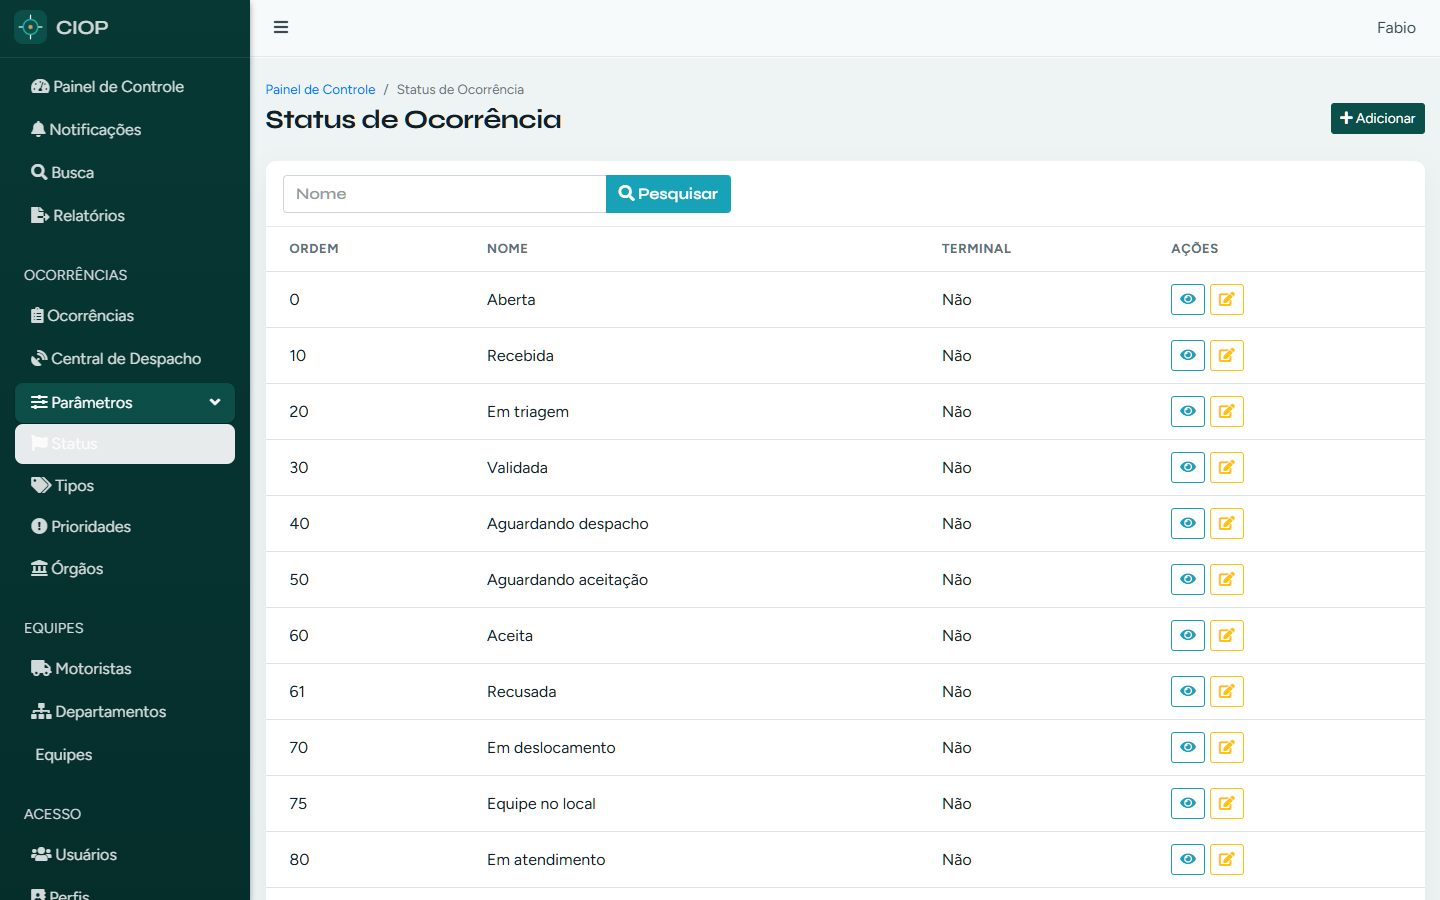 CIOP
Fabio
Painel de Controle
Notificações
Busca
Relatórios
OCORRÊNCIAS
Ocorrências
Central de Despacho
Parâmetros
Status
Tipos
Prioridades
Órgãos
EQUIPES
Motoristas
Departamentos
Equipes
ACESSO
Usuários
Perfis
Painel de Controle / Status de Ocorrência
Status de Ocorrência
Adicionar
Nome
Pesquisar
ORDEM NOME TERMINAL AÇÕES
0 Aberta Não
10 Recebida Não
20 Em triagem Não
30 Validada Não
40 Aguardando despacho Não
50 Aguardando aceitação Não
60 Aceita Não
61 Recusada Não
70 Em deslocamento Não
75 Equipe no local Não
80 Em atendimento Não